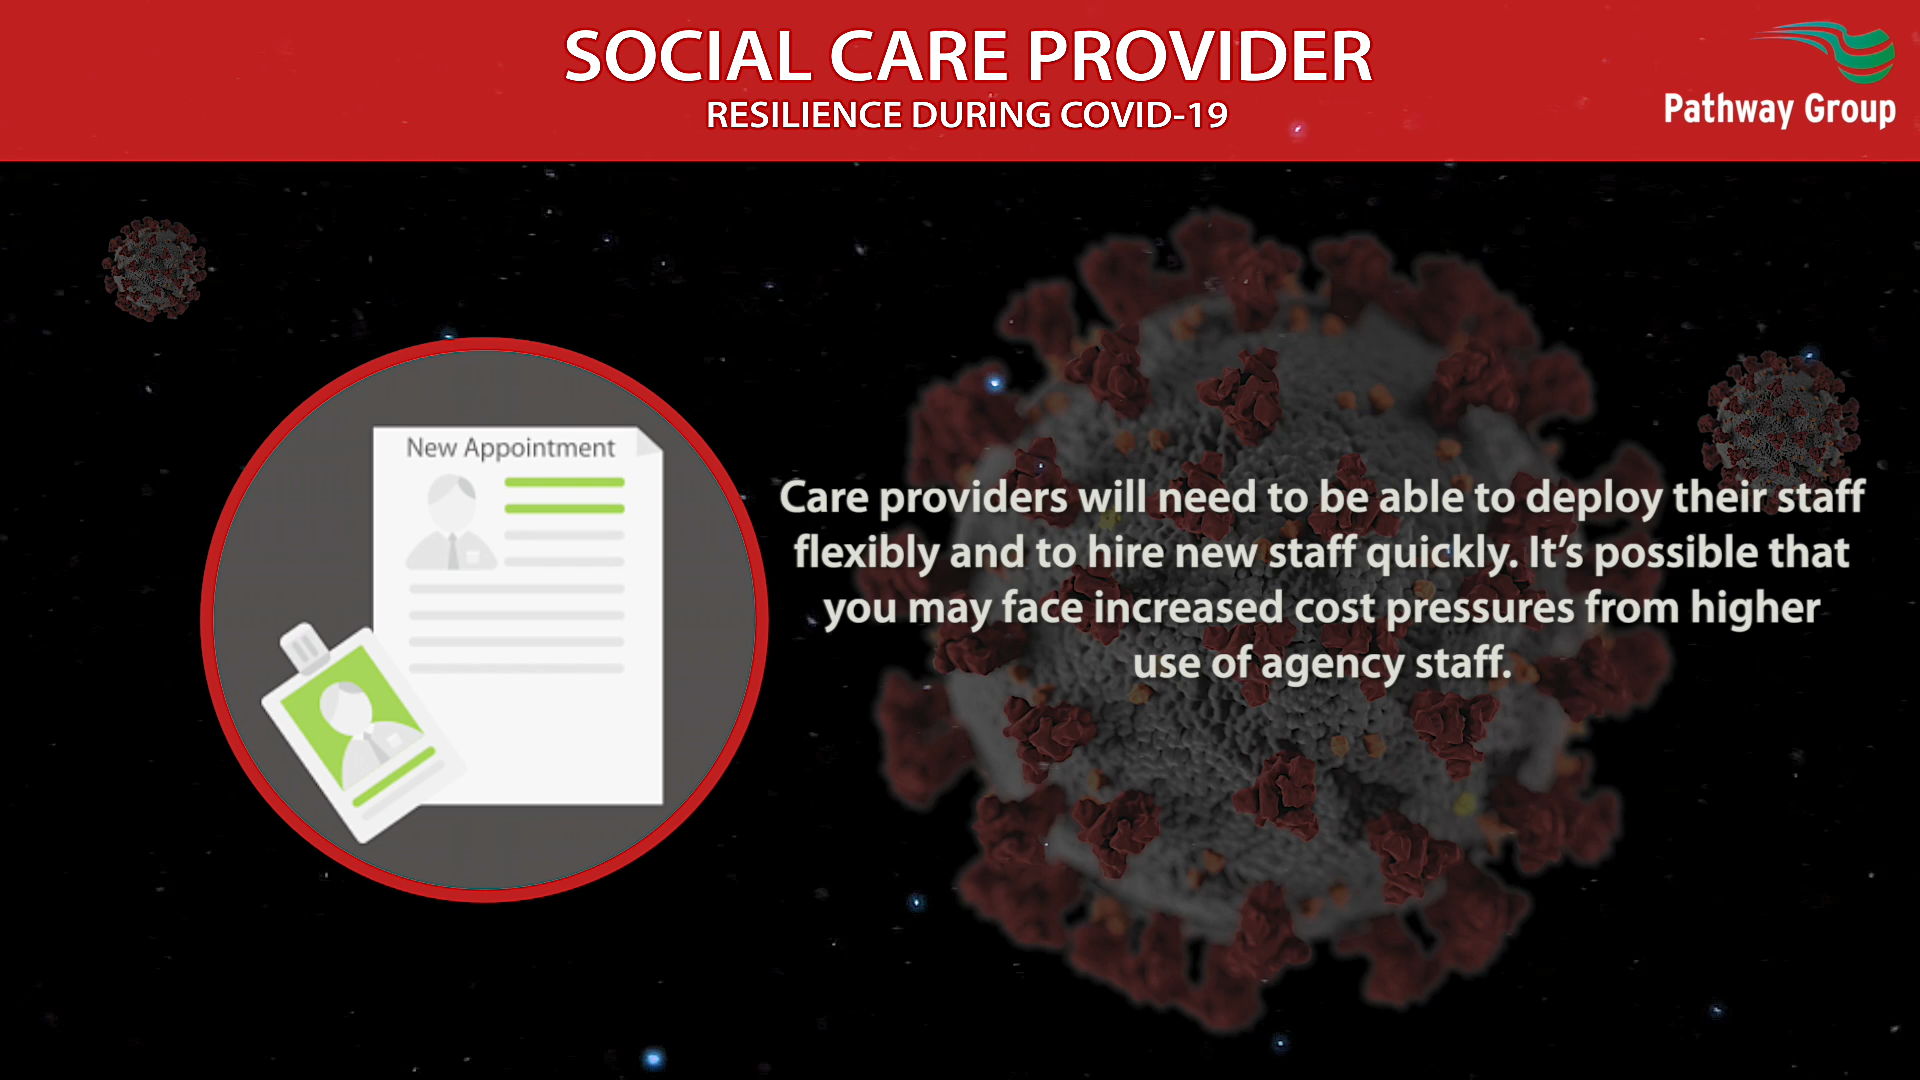 SOCIAL CARE PROVIDER
RESILIENCE DURING COVID-19
Pathway Group
New Appointment
Care providers will need to be able to deploy their staff
flexibly and to hire new staff quickly. It’s possible that
you may face increased cost pressures from higher
use of agency staff.